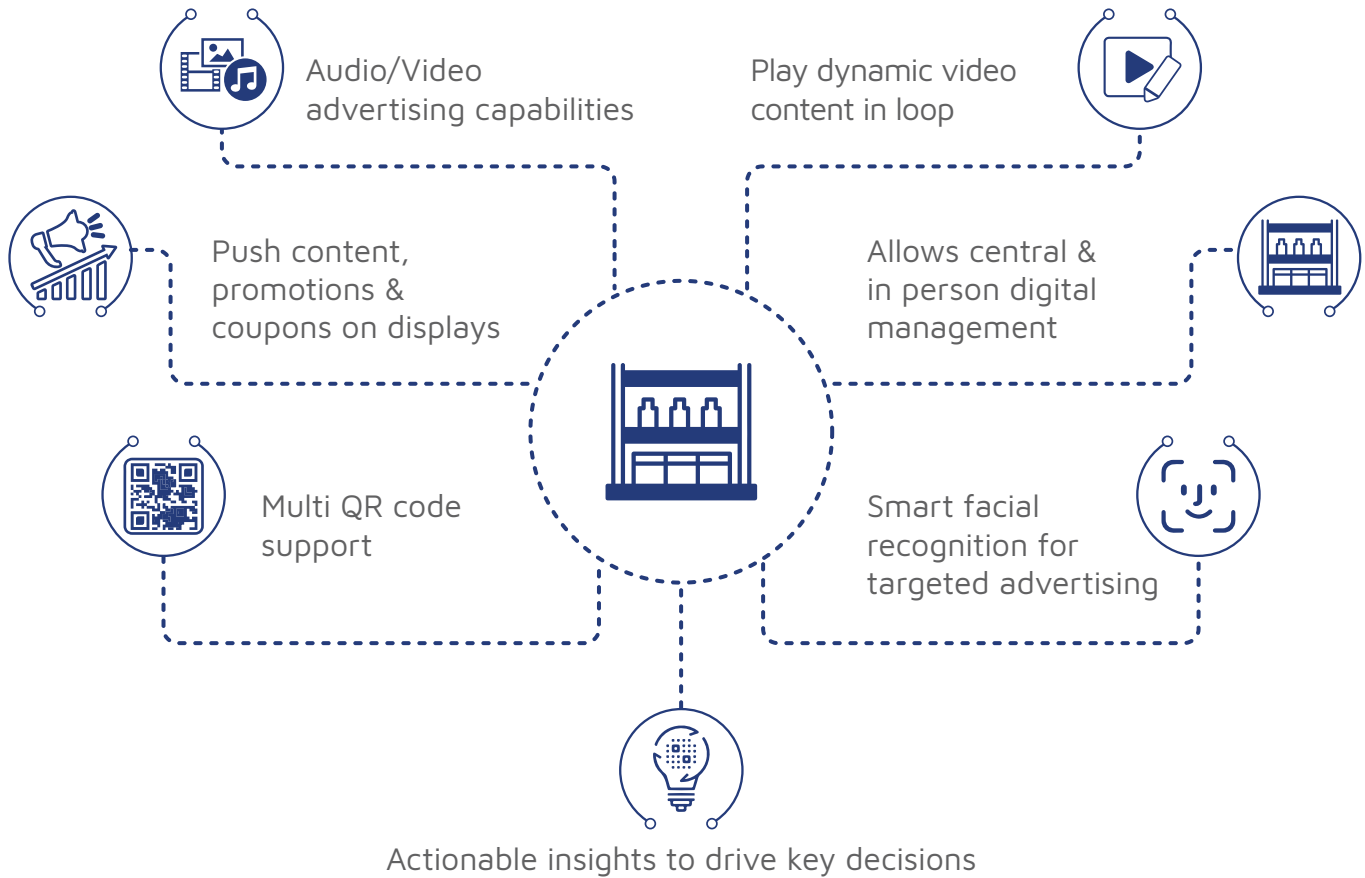 Audio/Video
advertising capabilities
Play dynamic video
content in loop
Push content,
promotions &
coupons on displays
Allows central &
in person digital
management
Multi QR code
support
Smart facial
recognition for
targeted advertising
Actionable insights to drive key decisions